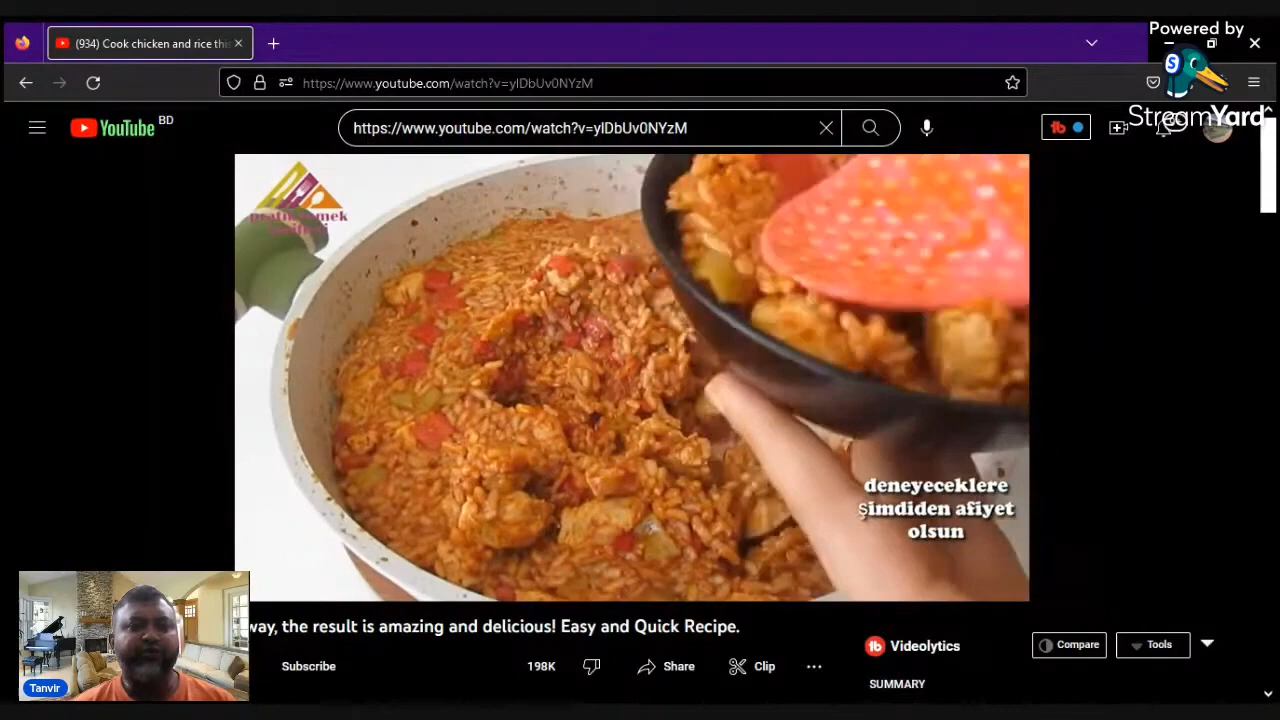 Powered by
StreamYard
(934) Cook chicken and rice this
https://www.youtube.com/watch?v=ylDbUv0NYzM
YouTube BD
https://www.youtube.com/watch?v=ylDbUv0NYzM
deneyeceklere
şimdiden afiyet
olsun
way, the result is amazing and delicious! Easy and Quick Recipe.
Subscribe
198K
Share
Clip
Videolytics
Compare
Tools
SUMMARY
Tanvir